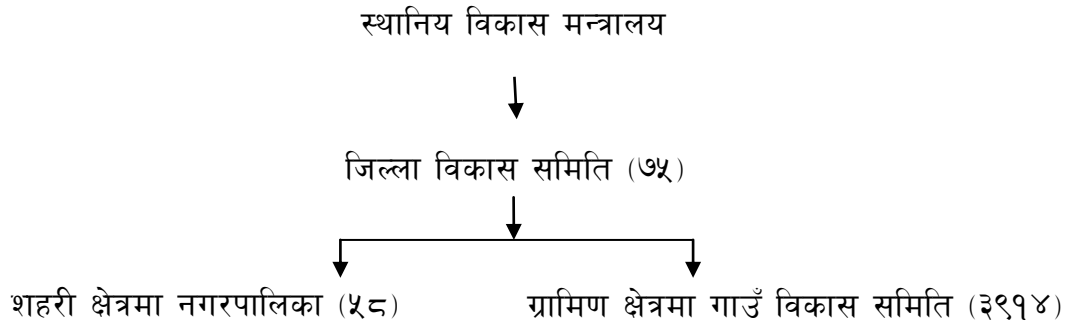 स्थानिय विकास मन्त्रालय
जिल्ला विकास समिति (७५)
शहरी क्षेत्रमा नगरपालिका (५८) ग्रामिण क्षेत्रमा गाउँ विकास समिति (३९१४)